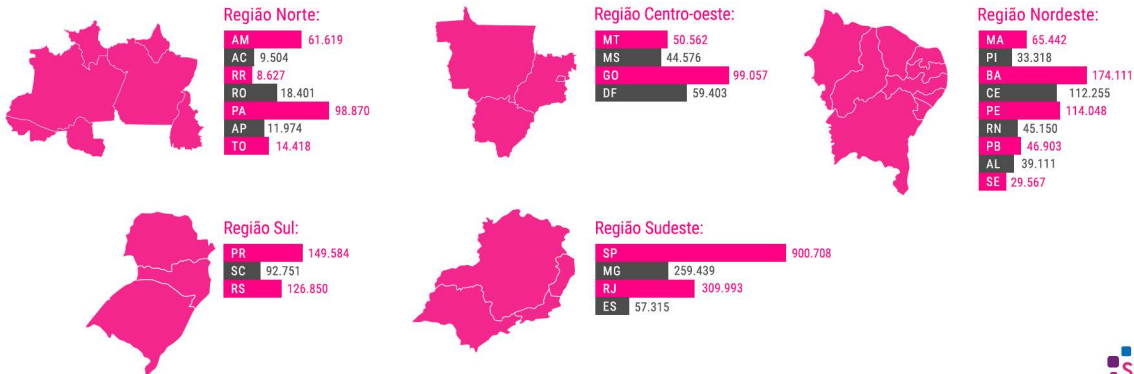 Região Norte:
AM 61.619
AC 9.504
RR 8.627
RO 18.401
PA 98.870
AP 11.974
TO 14.418
Região Centro-oeste:
MT 50.562
MS 44.576
GO 99.057
DF 59.403
Região Nordeste:
MA 65.442
PI 33.318
BA 174.111
CE 112.255
PE 114.048
RN 45.150
PB 46.903
AL 39.111
SE 29.567
Região Sul:
PR 149.584
SC 92.751
RS 126.850
Região Sudeste:
SP 900.708
MG 259.439
RJ 309.993
ES 57.315
S